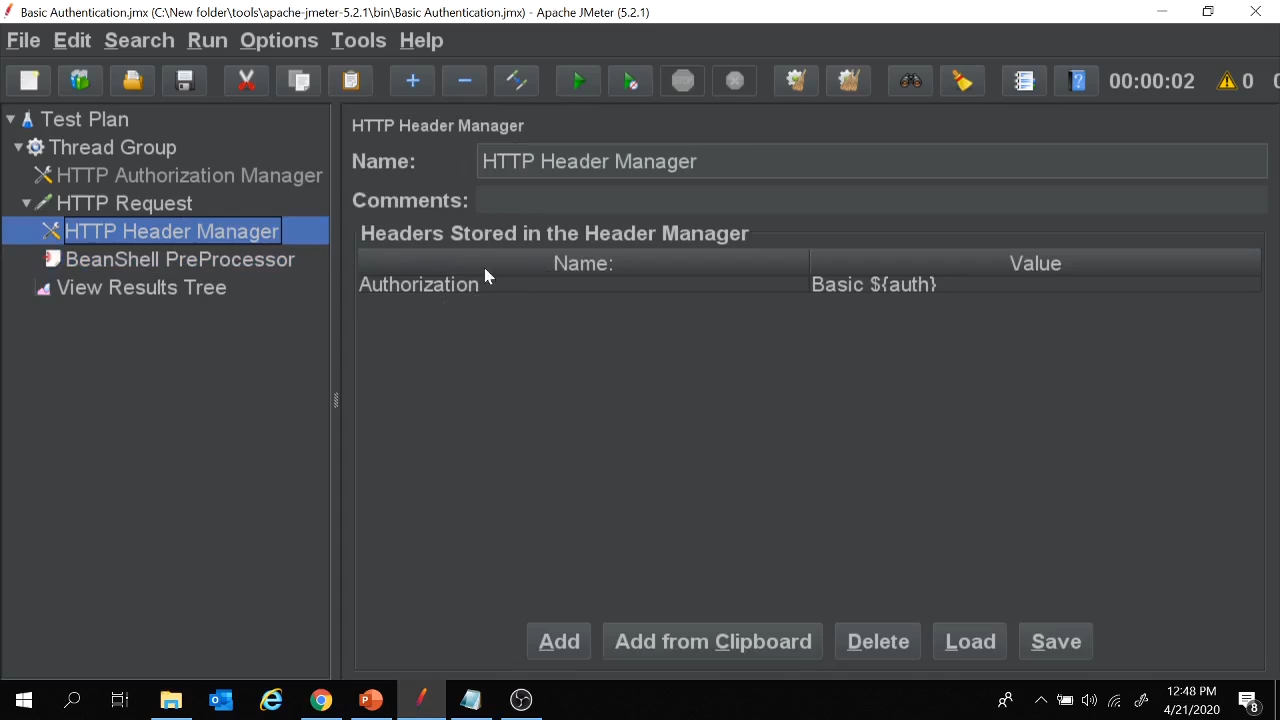 Basic Authentication.jmx (C:\New folder\tools\apache-jmeter-5.2.1\bin\Basic Authentication.jmx) - Apache JMeter (5.2.1)
File Edit Search Run Options Tools Help
00:00:02 0
Test Plan
Thread Group
HTTP Authorization Manager
HTTP Request
HTTP Header Manager
BeanShell PreProcessor
View Results Tree
HTTP Header Manager
Name: HTTP Header Manager
Comments:
Headers Stored in the Header Manager
Name: Value
Authorization Basic ${auth}
Add Add from Clipboard Delete Load Save
12:48 PM
4/21/2020
8